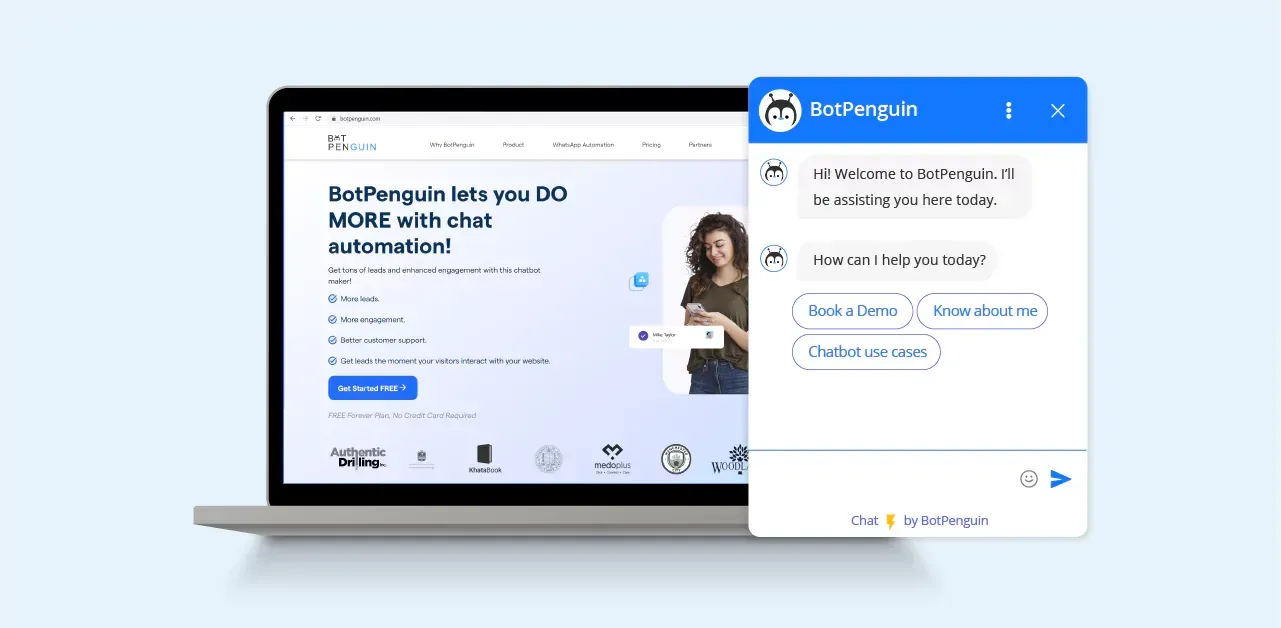 botpenguin.com
BOT
PENGUIN
Why BotPenguin
Product
WhatsApp Automation
Pricing
Partners
BotPenguin lets you DO
MORE with chat
automation!
Get tons of leads and enhanced engagement with this chatbot
maker!
More leads.
More engagement.
Better customer support.
Get leads the moment your visitors interact with your website.
Get Started FREE
FREE Forever Plan, No Credit Card Required
Mike Taylor
Authentic
Drilling Inc.
KhataBook
medoplus
WOODLA
BotPenguin
Hi! Welcome to BotPenguin. I’ll
be assisting you here today.
How can I help you today?
Book a Demo
Know about me
Chatbot use cases
Chat by BotPenguin